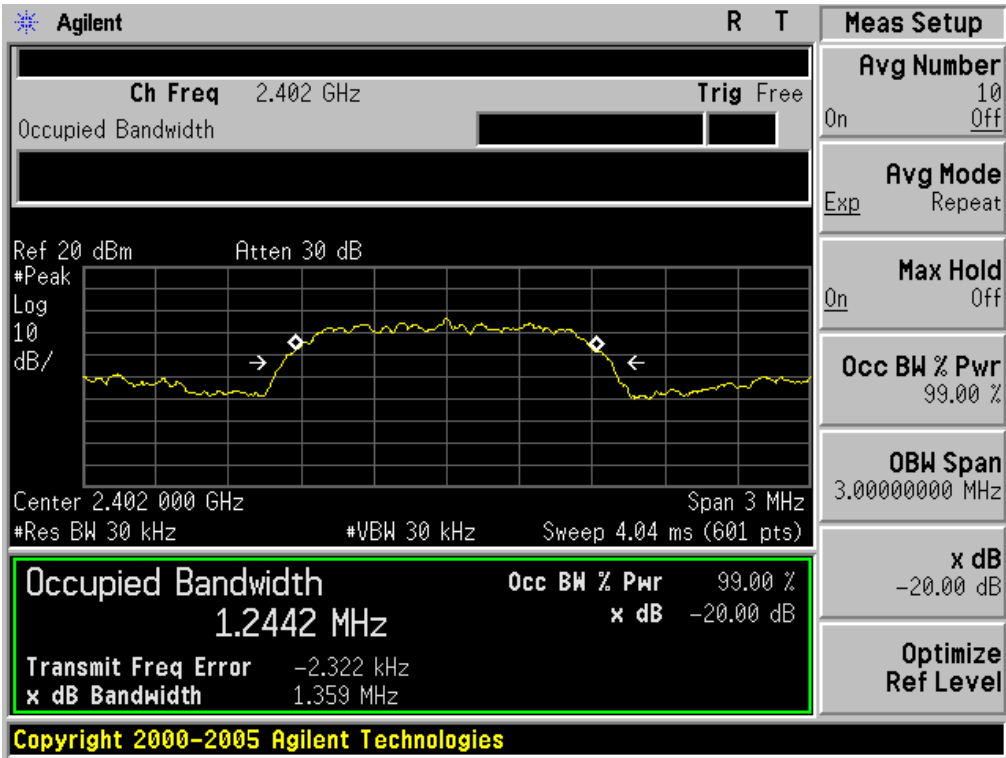 Agilent R T
Ch Freq 2.402 GHz Trig Free
Occupied Bandwidth
Ref 20 dBm Atten 30 dB
#Peak
Log
10
dB/
Center 2.402 000 GHz Span 3 MHz
#Res BW 30 kHz #VBW 30 kHz Sweep 4.04 ms (601 pts)
Occupied Bandwidth Occ BW % Pwr 99.00 %
1.2442 MHz x dB -20.00 dB
Transmit Freq Error -2.322 kHz
x dB Bandwidth 1.359 MHz
Copyright 2000-2005 Agilent Technologies
Meas Setup
Avg Number
10
On Off
Avg Mode
Exp Repeat
Max Hold
On Off
Occ BW % Pwr
99.00 %
OBW Span
3.00000000 MHz
x dB
-20.00 dB
Optimize
Ref Level